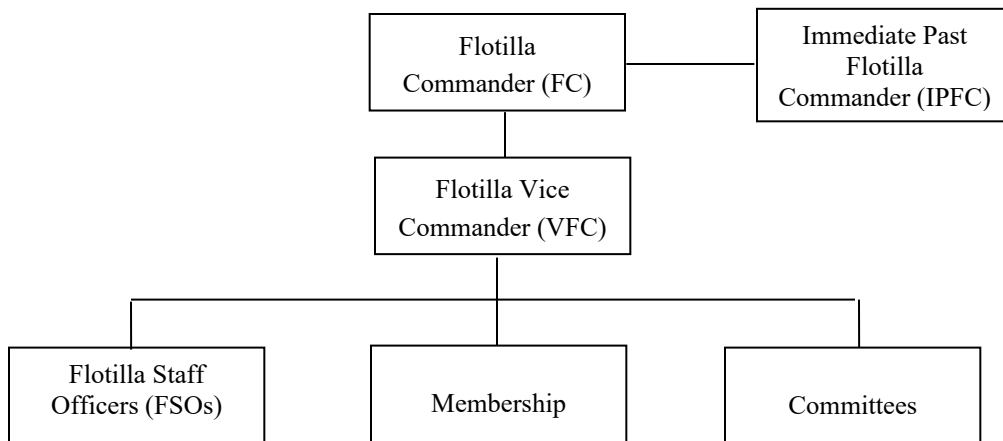 Flotilla
Commander (FC)
Immediate Past
Flotilla
Commander (IPFC)
Flotilla Vice
Commander (VFC)
Flotilla Staff
Officers (FSOs)
Membership
Committees